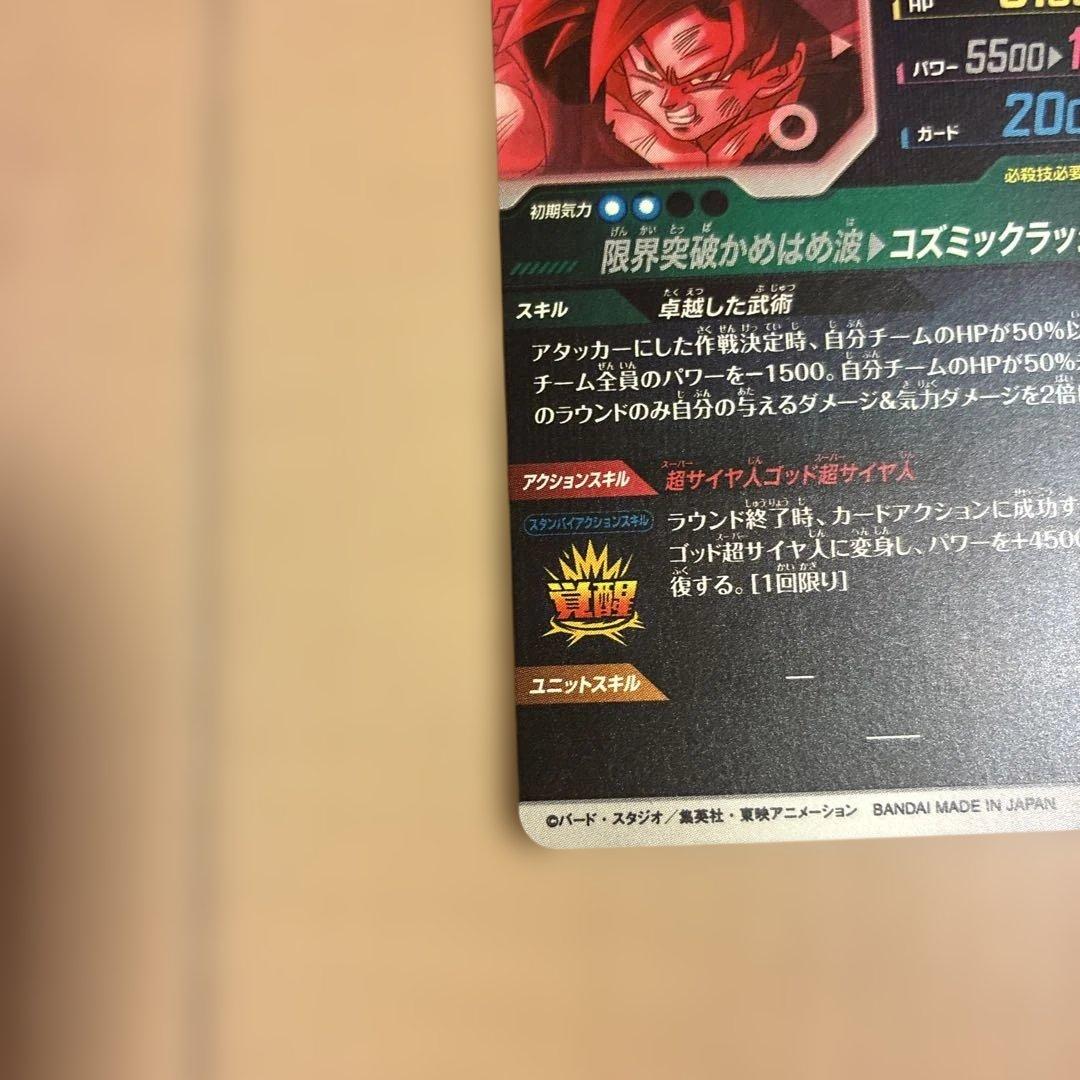 HP
パワー 5500▶1
ガード 200
必殺技必要
初期気力
限界突破かめはめ波▶コズミックラッ
スキル 卓越した武術
アタッカーにした作戦決定時、自分チームのHPが50%以
チーム全員のパワーを－1500。自分チームのHPが50%
のラウンドのみ自分の与えるダメージ&気力ダメージを2倍
アクションスキル 超サイヤ人ゴッド超サイヤ人
スタンバイアクションスキル
ラウンド終了時、カードアクションに成功す
ゴッド超サイヤ人に変身し、パワーを+4500
復する。[1回限り]
覚醒
ユニットスキル —
—
©バード・スタジオ／集英社・東映アニメーション BANDAI MADE IN JAPAN